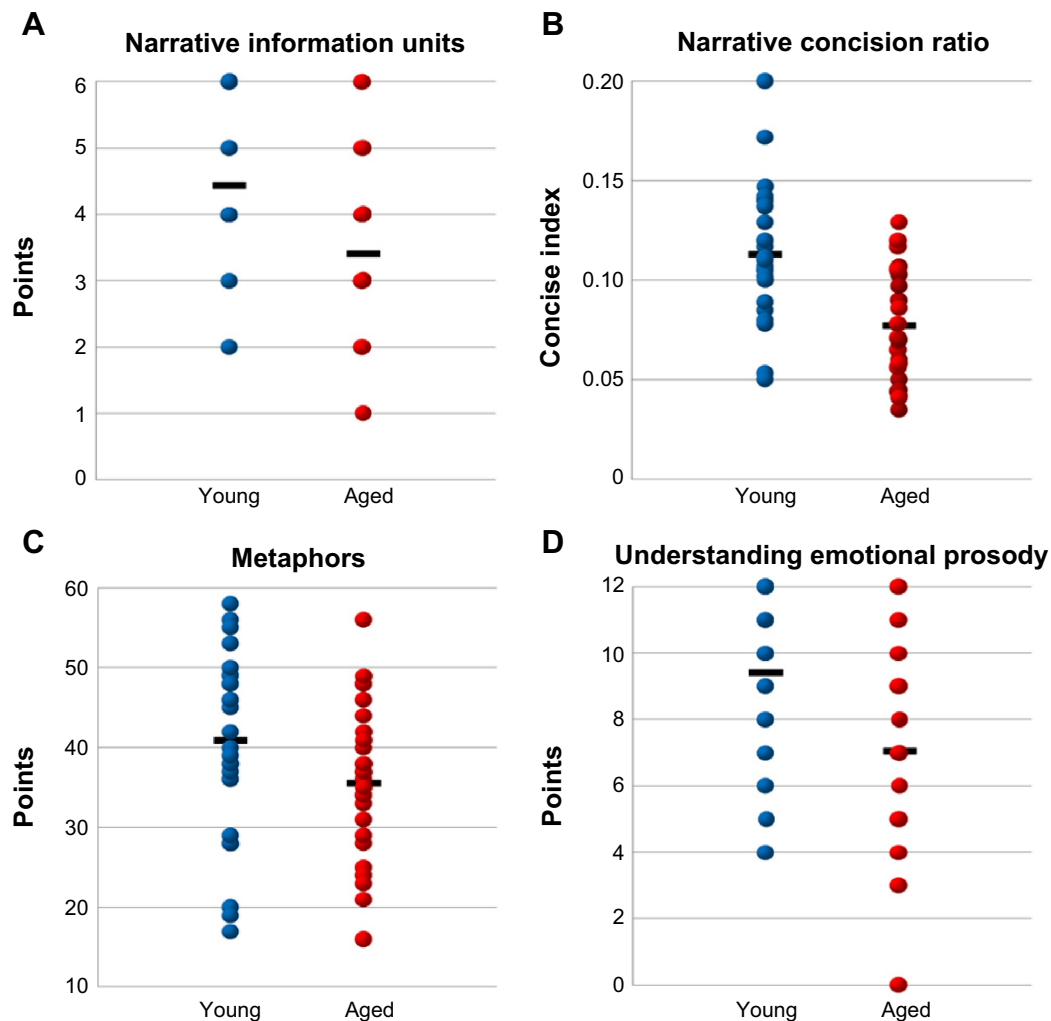 A
Narrative information units
Points
6
5
4
3
2
1
0
Young Aged
B
Narrative concision ratio
Concise index
0.20
0.15
0.10
0.05
0
Young Aged
C
Metaphors
Points
60
50
40
30
20
10
Young Aged
D
Understanding emotional prosody
Points
12
10
8
6
4
2
0
Young Aged